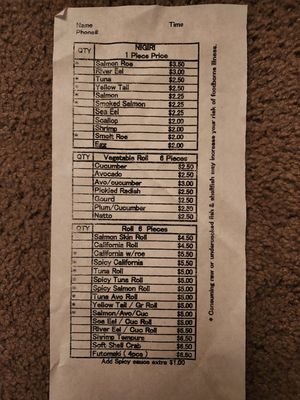 Name Time
Phone#
NIGIRI
QTY 1 Piece Price
* Salmon Roe $3.50
River Eel $3.00
* Tuna $2.50
* Yellow Tail $2.50
* Salmon $2.25
* Smoked Salmon $2.25
Sea Eel $2.25
* Scallop $2.00
Shrimp $2.00
* Smelt Roe $2.00
Egg $2.00
QTY Vegetable Roll 6 Pieces
Cucumber $2.50
Avocado $2.50
Avo/cucumber $3.00
Pickled Radish $2.50
Gourd $2.50
Plum/Cucumber $2.50
Natto $2.50
QTY Roll 6 Pieces
Salmon Skin Roll $4.50
California Roll $4.50
* California w/roe $5.50
Spicy California $5.50
* Tuna Roll $5.00
* Spicy Tuna Roll $5.00
* Spicy Salmon Roll $5.00
* Tuna Avo Roll $5.00
* Yellow Tail / Gr Roll $5.00
* Salmon/Avo/Cuc $5.00
Sea Eel / Cuc Roll $5.00
River Eel / Cuc Roll $5.50
Shrimp Tempura $6.50
Soft Shell Crab $6.50
Futomaki ( 4pcs ) $6.50
Add Spicy sauce extra $1.00
* Consuming raw or undercooked fish & shellfish may increase your risk of foodborne illness.